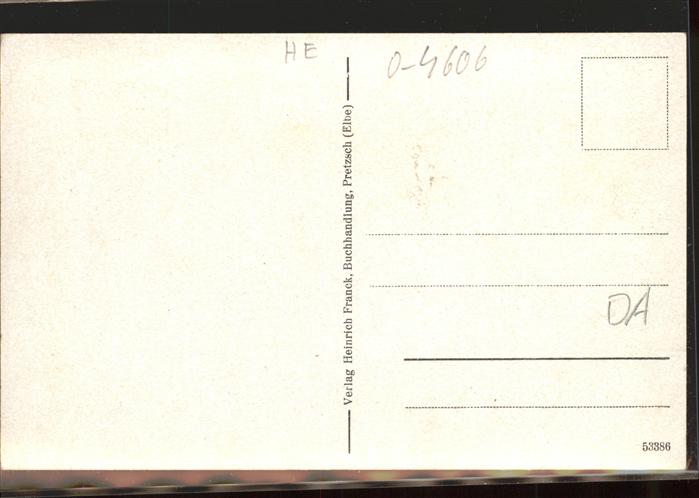 HE
0-4606
Verlag Heinrich Franck, Buchhandlung, Pretzsch (Elbe)
DA
53386